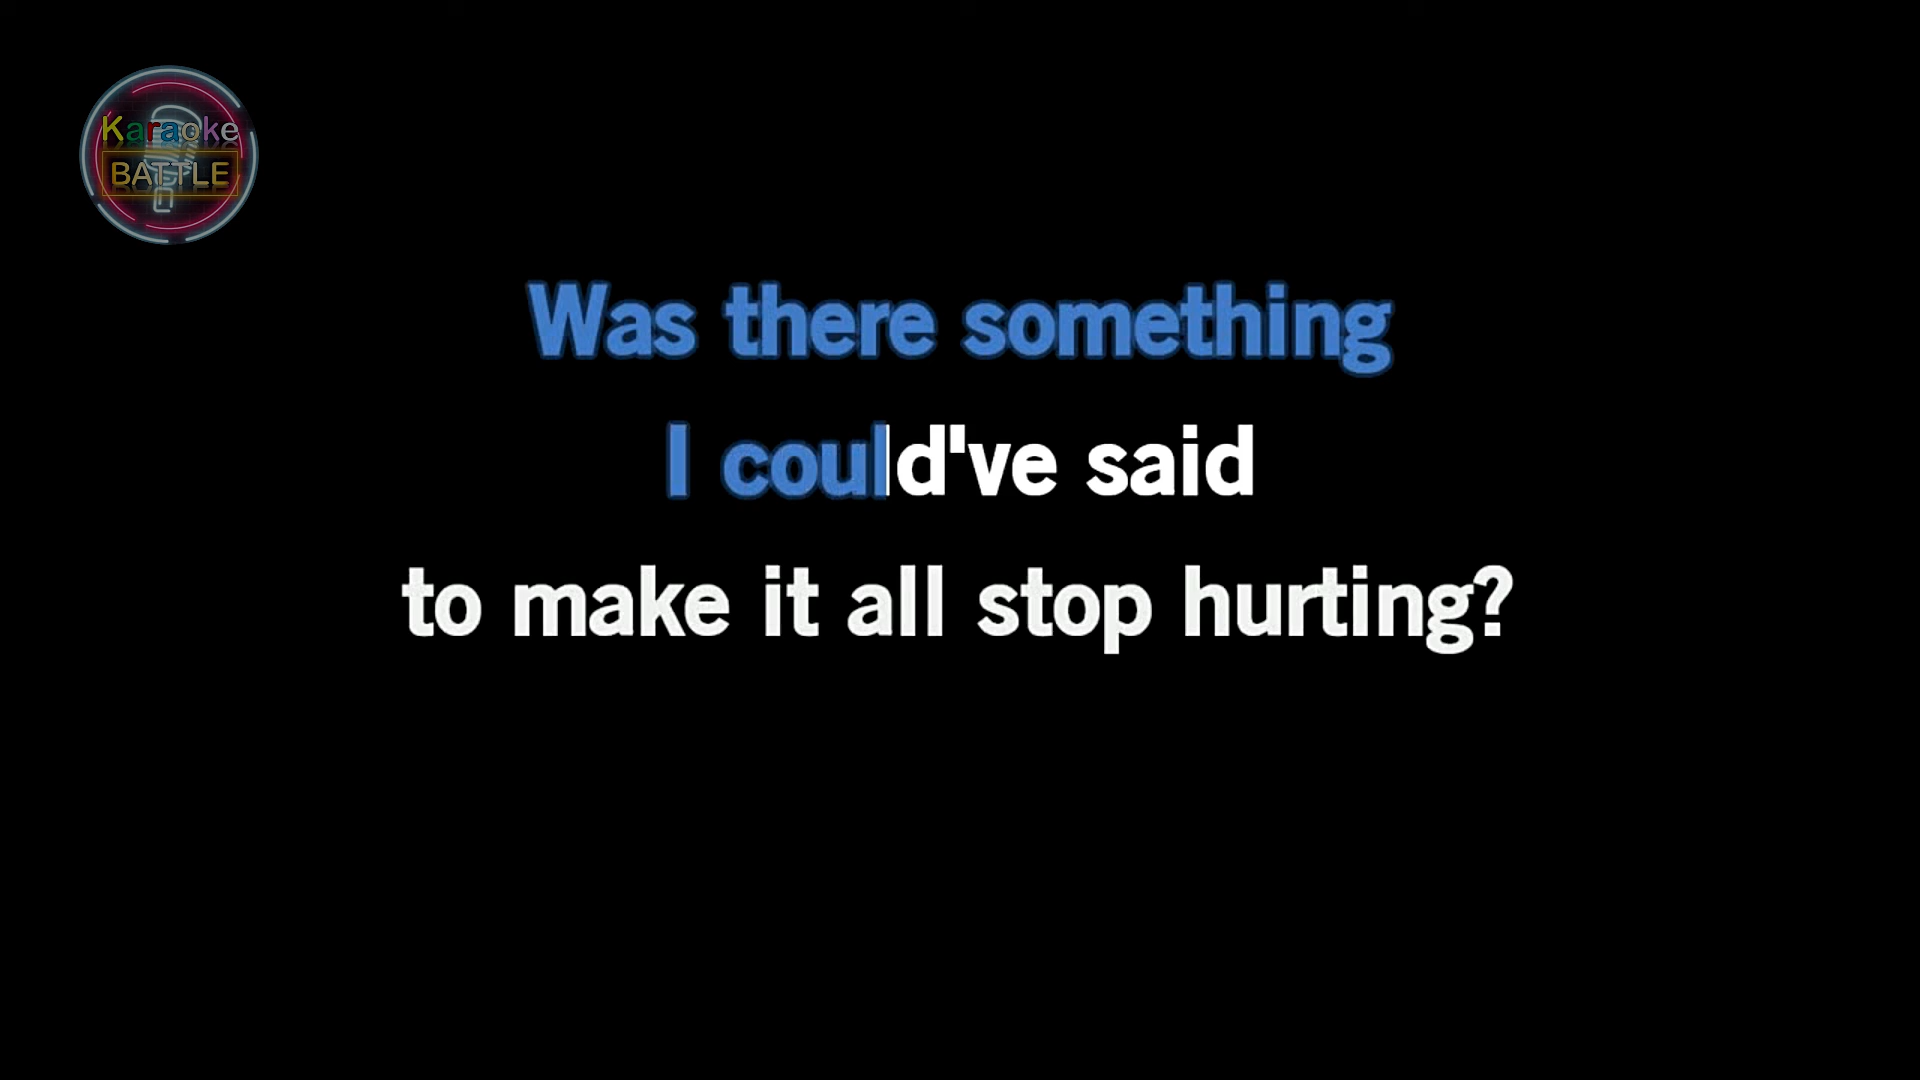 Karaoke
BATTLE
Was there something
I could've said
to make it all stop hurting?